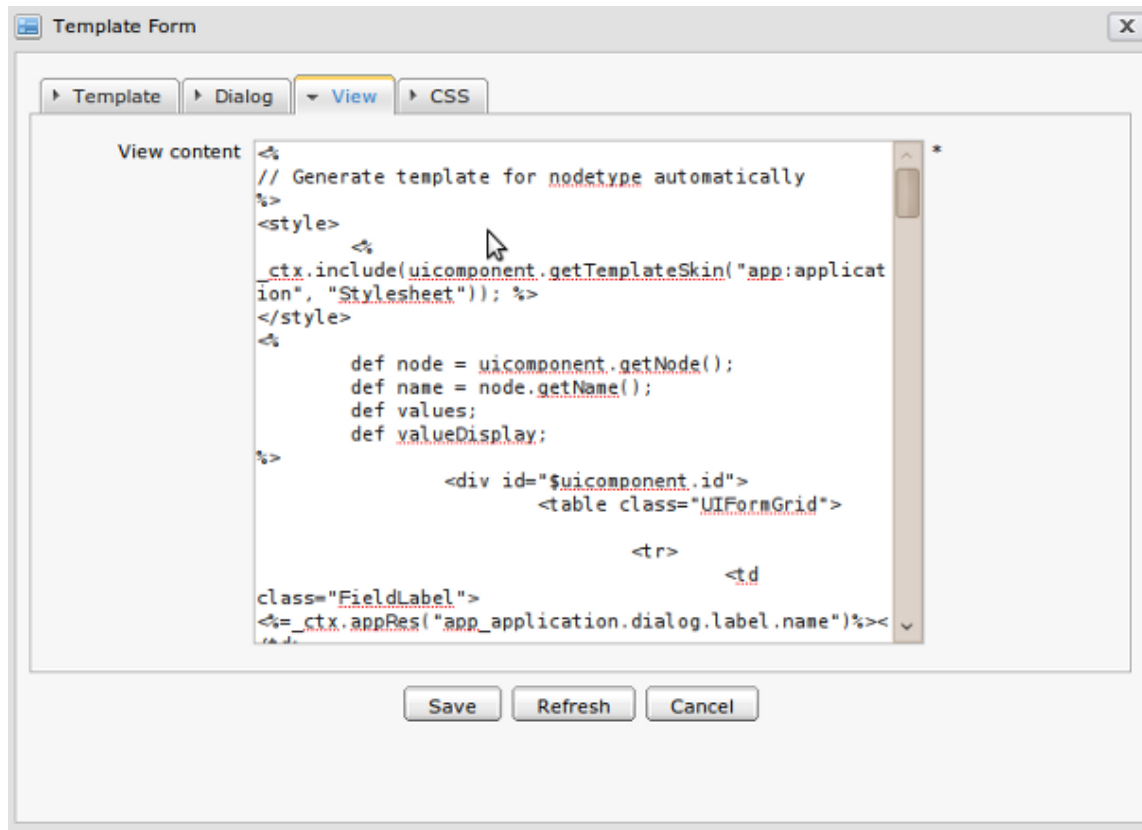 Template Form
X
Template
Dialog
View
CSS
View content
*
<%
// Generate template for nodetype automatically
%>
<style>
<%
_ctx.include(uicomponent.getTemplateSkin("app:applicat
ion", "Stylesheet")); %>
</style>
<%
def node = uicomponent.getNode();
def name = node.getName();
def values;
def valueDisplay;
%>
<div id="$uicomponent.id">
<table class="UIFormGrid">
<tr>
<td
class="FieldLabel">
<%=_ctx.appRes("app_application.dialog.label.name")%><
Save
Refresh
Cancel